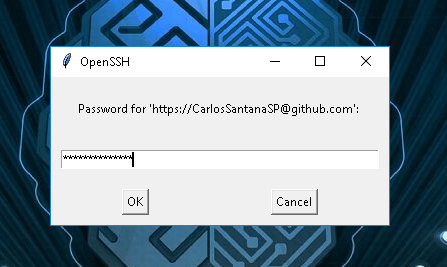 OpenSSH
Password for 'https://CarlosSantanaSP@github.com':
**************
OK
Cancel